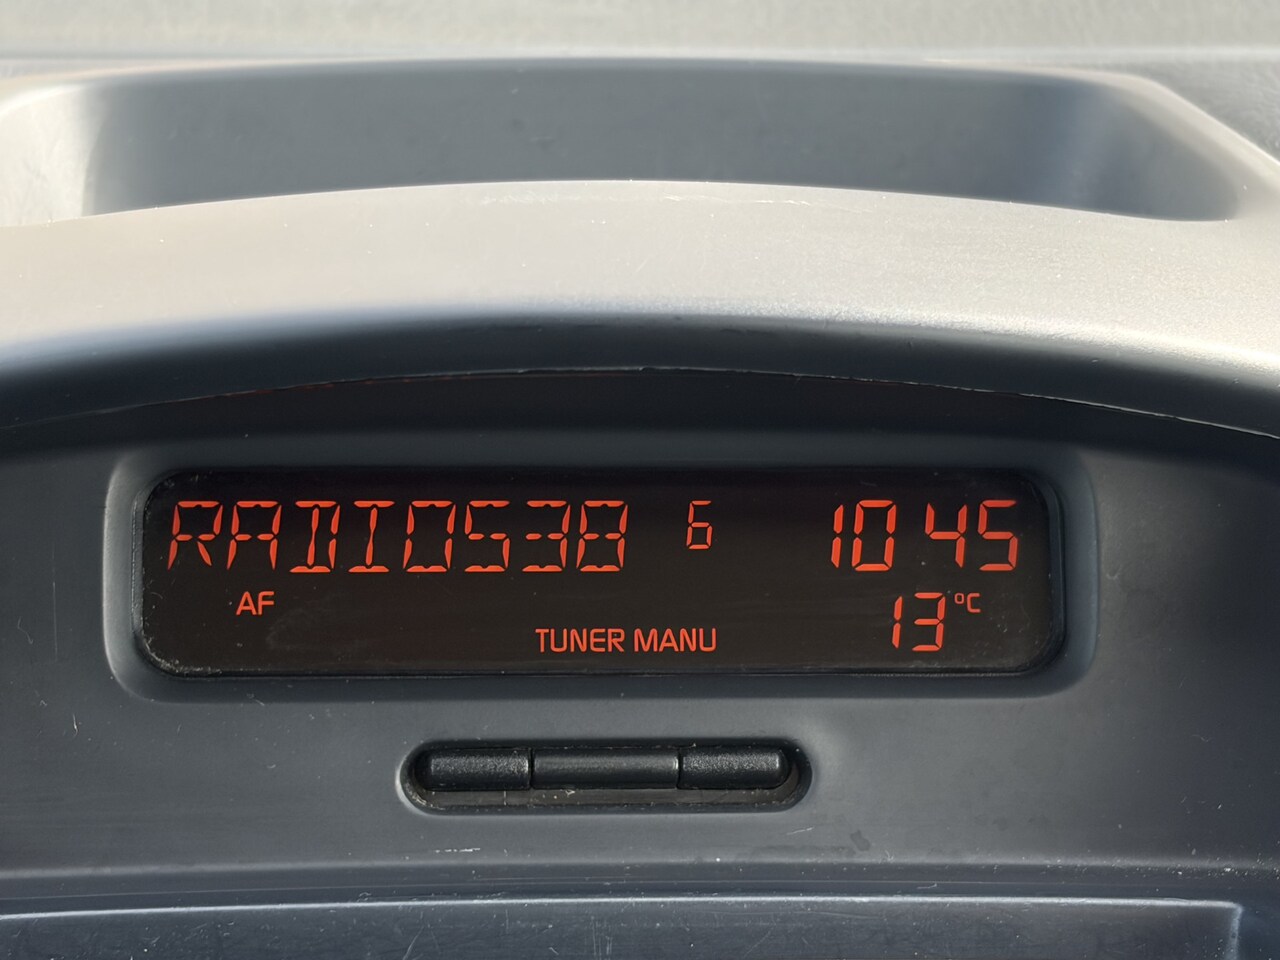 RADIO538 6 10 45
AF 13 °C
TUNER MANU